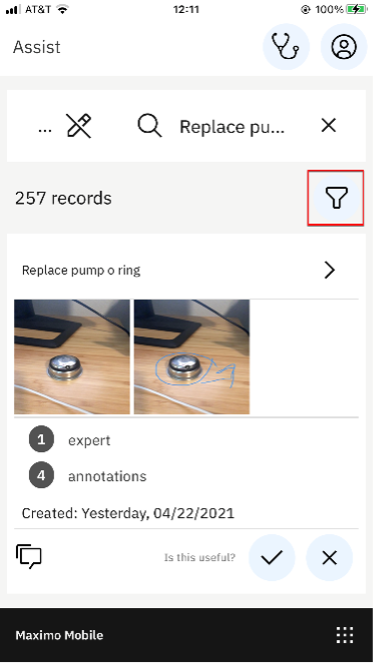 AT&T 12:11 100%
Assist
... Replace pu...
257 records
Replace pump o ring
1 expert
4 annotations
Created: Yesterday, 04/22/2021
Is this useful?
Maximo Mobile